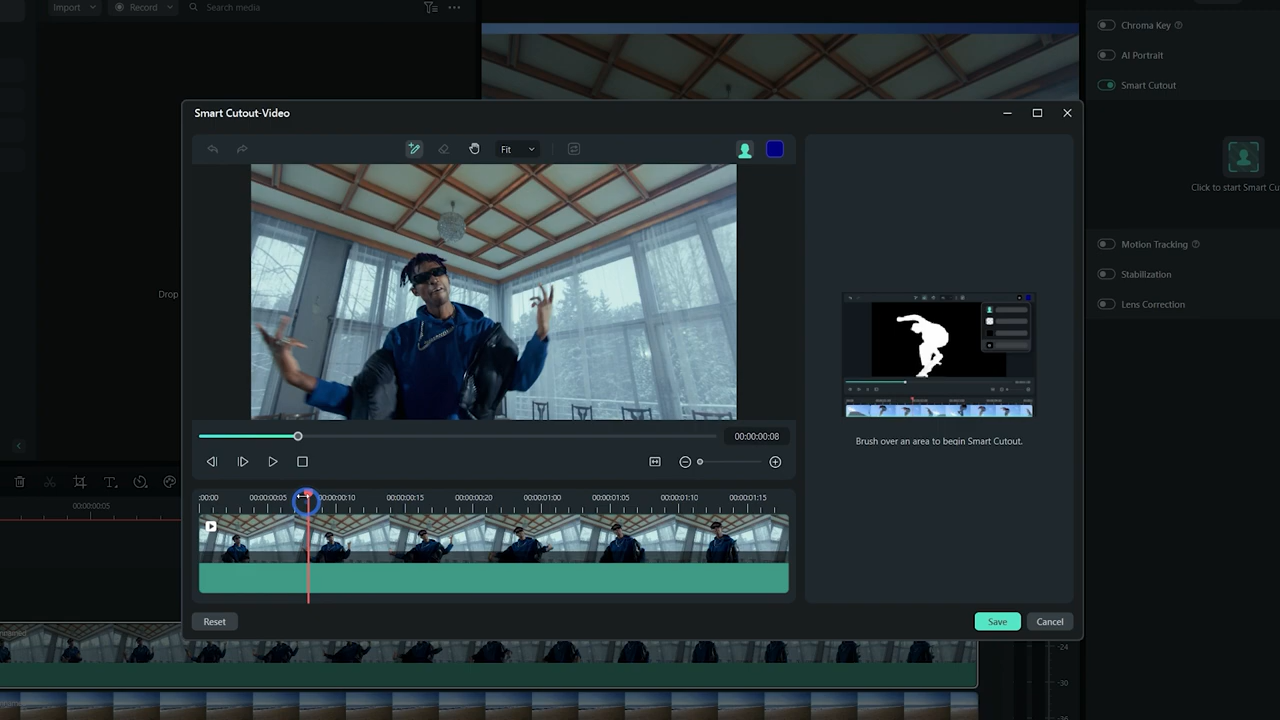 Import
Record
Search media
Chroma Key
AI Portrait
Smart Cutout
Smart Cutout-Video
Fit
Click to start Smart Cu
Motion Tracking
Stabilization
Lens Correction
Drop
00:00:00:08
Brush over an area to begin Smart Cutout.
:00:00
00:00:00:05
00:00:00:10
00:00:00:15
00:00:00:20
00:00:01:00
00:00:01:05
00:00:01:10
00:00:01:15
00:00:00:05
Reset
Save
Cancel
-24
-30